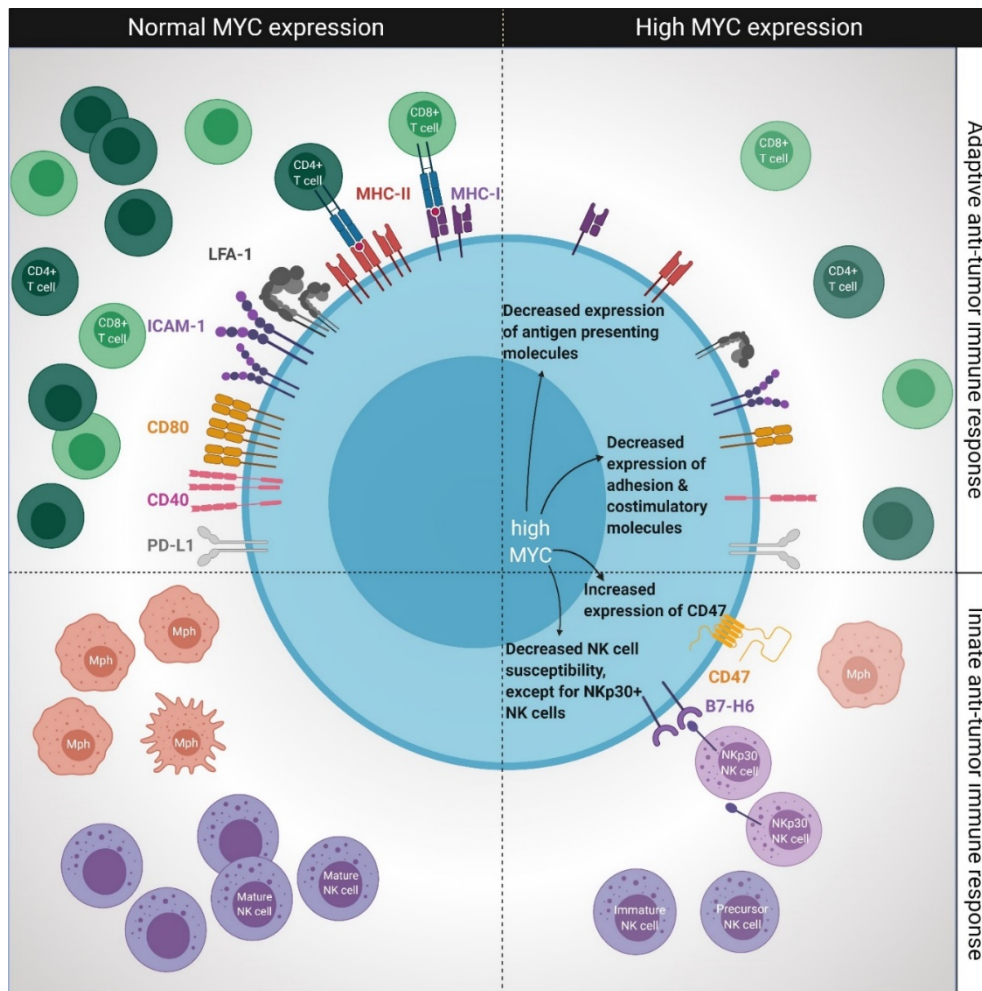 Normal MYC expression
High MYC expression
Adaptive anti-tumor immune response
CD8+
T cell
CD4+
T cell
MHC-II
MHC-I
LFA-1
CD4+
T cell
ICAM-1
CD8+
T cell
CD80
CD40
PD-L1
CD8+
T cell
CD4+
T cell
Decreased expression
of antigen presenting
molecules
Decreased
expression of
adhesion &
costimulatory
molecules
high
MYC
Innate anti-tumor immune response
Increased
expression of CD47
Decreased NK cell
susceptibility,
except for NKp30+
NK cells
CD47
B7-H6
Mph
Mph
Mph
Mph
Mph
NKp30
NK cell
NKp30
NK cell
Mature
NK cell
Mature
NK cell
Immature
NK cell
Precursor
NK cell